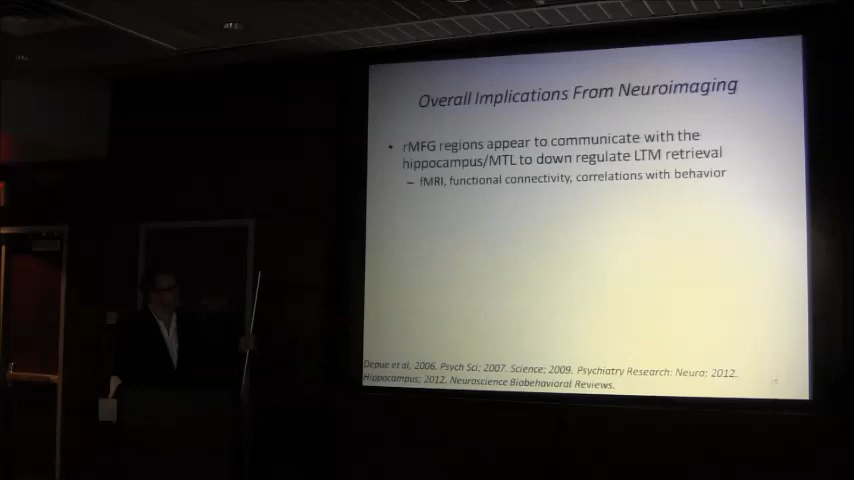 Overall Implications From Neuroimaging
• rMFG regions appear to communicate with the
hippocampus/MTL to down regulate LTM retrieval
– fMRI, functional connectivity, correlations with behavior
Depue et al, 2006. Psych Sci; 2007. Science; 2009. Psychiatry Research: Neuro; 2012.
Hippocampus; 2012. Neuroscience Biobehavioral Reviews.